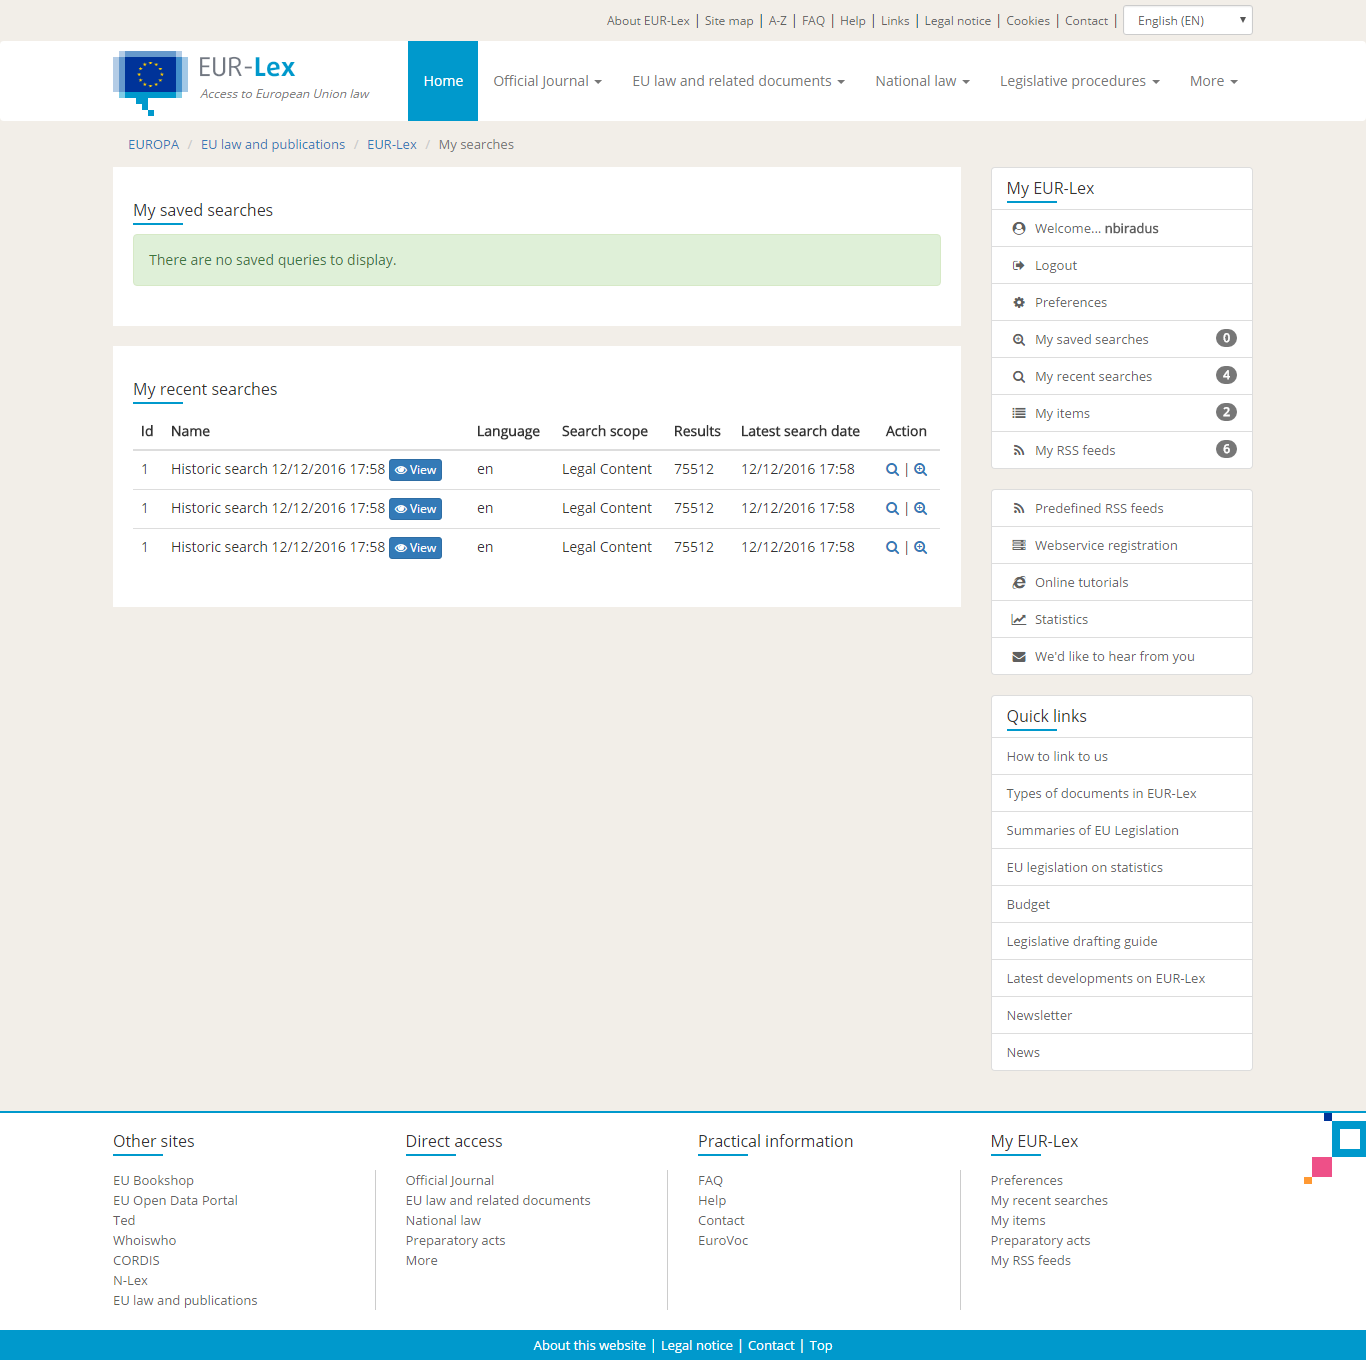 About EUR-Lex | Site map | A-Z | FAQ | Help | Links | Legal notice | Cookies | Contact | English (EN)
EUR-Lex
Access to European Union law
Home Official Journal EU law and related documents National law Legislative procedures More
EUROPA / EU law and publications / EUR-Lex / My searches
My saved searches
There are no saved queries to display.
My recent searches
Id Name Language Search scope Results Latest search date Action
1 Historic search 12/12/2016 17:58 View en Legal Content 75512 12/12/2016 17:58 |
1 Historic search 12/12/2016 17:58 View en Legal Content 75512 12/12/2016 17:58 |
1 Historic search 12/12/2016 17:58 View en Legal Content 75512 12/12/2016 17:58 |
My EUR-Lex
Welcome... nbiradus
Logout
Preferences
My saved searches 0
My recent searches 4
My items 2
My RSS feeds 6
Predefined RSS feeds
Webservice registration
Online tutorials
Statistics
We'd like to hear from you
Quick links
How to link to us
Types of documents in EUR-Lex
Summaries of EU Legislation
EU legislation on statistics
Budget
Legislative drafting guide
Latest developments on EUR-Lex
Newsletter
News
Other sites
EU Bookshop
EU Open Data Portal
Ted
Whoiswho
CORDIS
N-Lex
EU law and publications
Direct access
Official Journal
EU law and related documents
National law
Preparatory acts
More
Practical information
FAQ
Help
Contact
EuroVoc
My EUR-Lex
Preferences
My recent searches
My items
Preparatory acts
My RSS feeds
About this website | Legal notice | Contact | Top